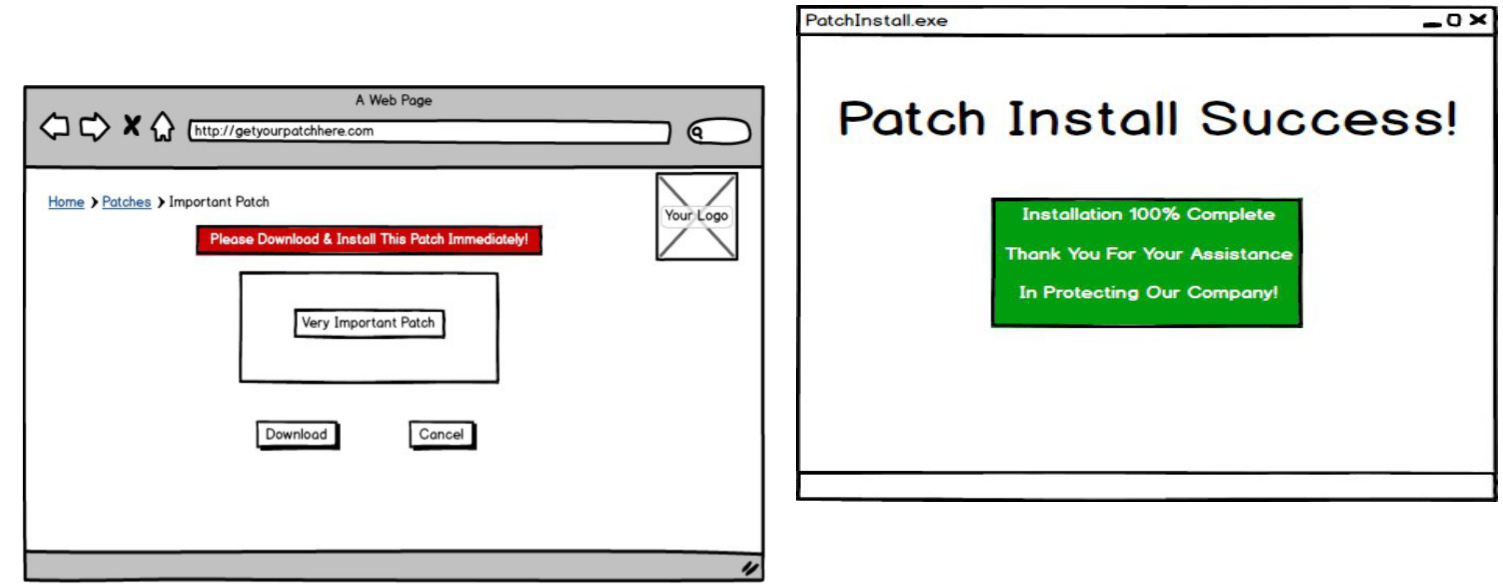 A Web Page
http://getyourpatchhere.com
Home > Patches > Important Patch
Your Logo
Please Download & Install This Patch Immediately!
Very Important Patch
Download
Cancel
PatchInstall.exe
Patch Install Success!
Installation 100% Complete
Thank You For Your Assistance
In Protecting Our Company!